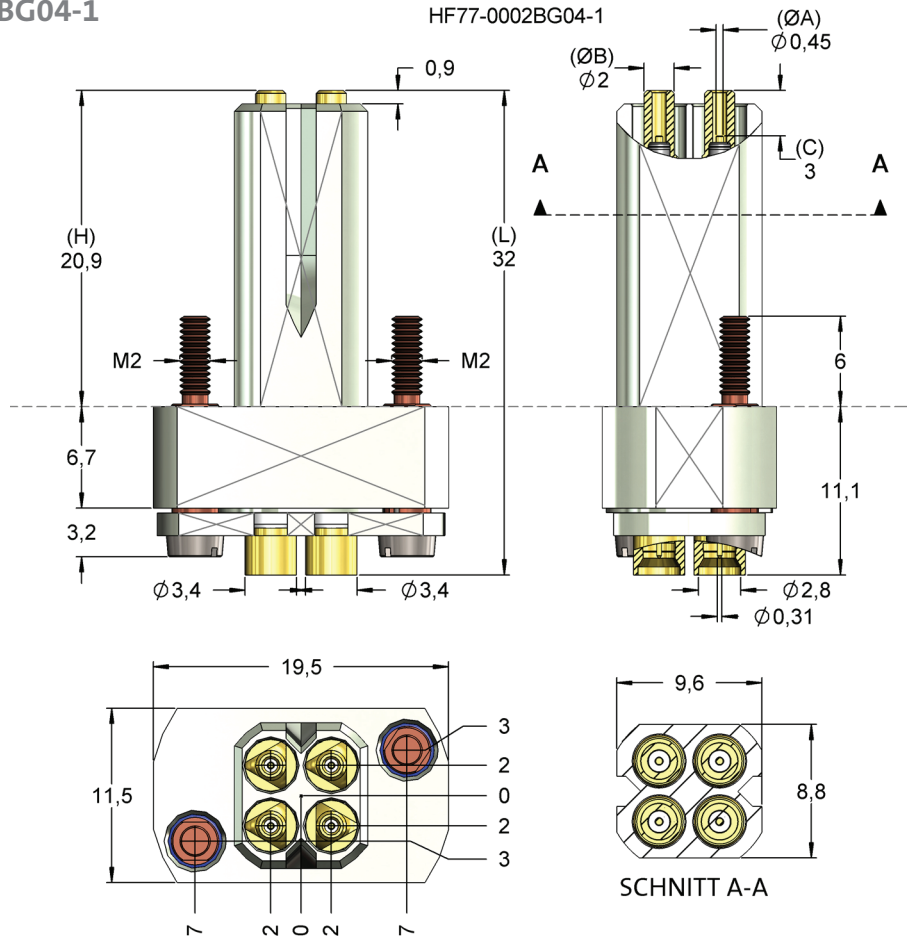 BG04-1
HF77-0002BG04-1
(ØA)
Ø0,45
(ØB)
Ø2
0,9
(C)
3
A
A
(H)
20,9
(L)
32
M2
M2
6
6,7
11,1
3,2
Ø3,4
Ø3,4
Ø2,8
Ø0,31
19,5
9,6
3
2
0
2
3
11,5
8,8
SCHNITT A-A
7
2
0
2
7